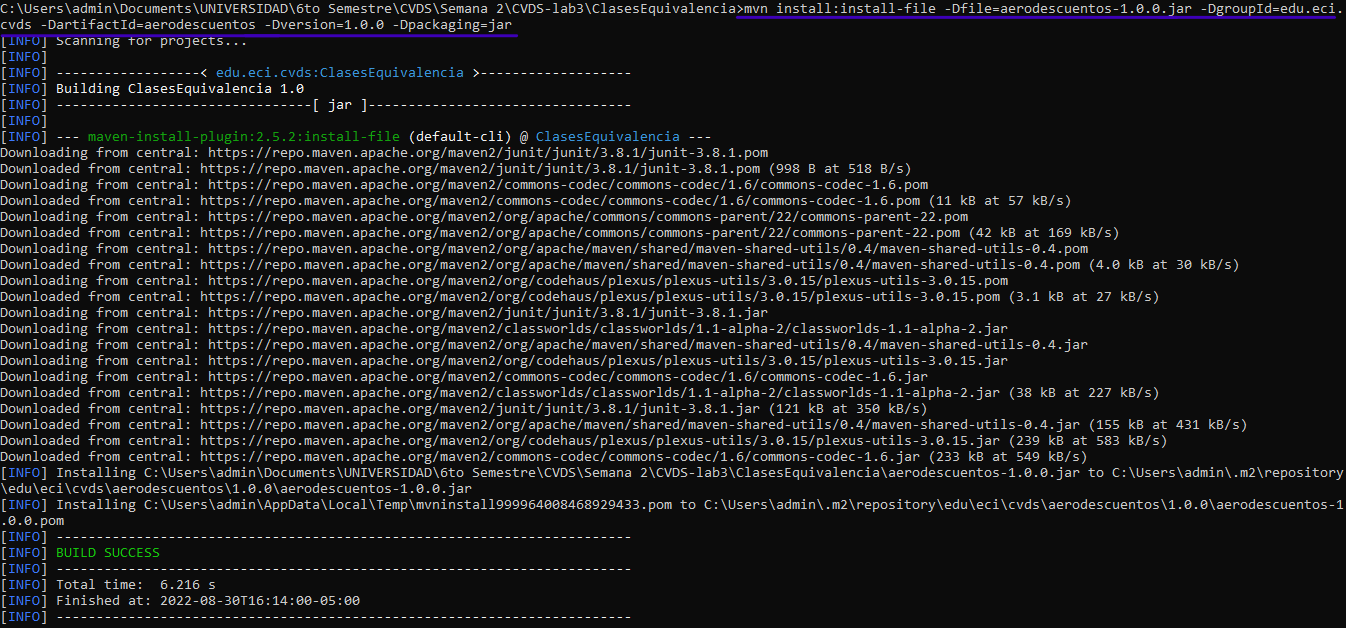 C:\Users\admin\Documents\UNIVERSIDAD\6to Semestre\CVDS\Semana 2\CVDS-lab3\ClasesEquivalencia>mvn install:install-file -Dfile=aerodescuentos-1.0.0.jar -DgroupId=edu.eci.
cvds -DartifactId=aerodescuentos -Dversion=1.0.0 -Dpackaging=jar
[INFO] Scanning for projects...
[INFO]
[INFO] ------------------< edu.eci.cvds:ClasesEquivalencia >-------------------
[INFO] Building ClasesEquivalencia 1.0
[INFO] --------------------------------[ jar ]---------------------------------
[INFO]
[INFO] --- maven-install-plugin:2.5.2:install-file (default-cli) @ ClasesEquivalencia ---
Downloading from central: https://repo.maven.apache.org/maven2/junit/junit/3.8.1/junit-3.8.1.pom
Downloaded from central: https://repo.maven.apache.org/maven2/junit/junit/3.8.1/junit-3.8.1.pom (998 B at 518 B/s)
Downloading from central: https://repo.maven.apache.org/maven2/commons-codec/commons-codec/1.6/commons-codec-1.6.pom
Downloaded from central: https://repo.maven.apache.org/maven2/commons-codec/commons-codec/1.6/commons-codec-1.6.pom (11 kB at 57 kB/s)
Downloading from central: https://repo.maven.apache.org/maven2/org/apache/commons/commons-parent/22/commons-parent-22.pom
Downloaded from central: https://repo.maven.apache.org/maven2/org/apache/commons/commons-parent/22/commons-parent-22.pom (42 kB at 169 kB/s)
Downloading from central: https://repo.maven.apache.org/maven2/org/apache/maven/shared/maven-shared-utils/0.4/maven-shared-utils-0.4.pom
Downloaded from central: https://repo.maven.apache.org/maven2/org/apache/maven/shared/maven-shared-utils/0.4/maven-shared-utils-0.4.pom (4.0 kB at 30 kB/s)
Downloading from central: https://repo.maven.apache.org/maven2/org/codehaus/plexus/plexus-utils/3.0.15/plexus-utils-3.0.15.pom
Downloaded from central: https://repo.maven.apache.org/maven2/org/codehaus/plexus/plexus-utils/3.0.15/plexus-utils-3.0.15.pom (3.1 kB at 27 kB/s)
Downloading from central: https://repo.maven.apache.org/maven2/junit/junit/3.8.1/junit-3.8.1.jar
Downloading from central: https://repo.maven.apache.org/maven2/classworlds/classworlds/1.1-alpha-2/classworlds-1.1-alpha-2.jar
Downloading from central: https://repo.maven.apache.org/maven2/org/apache/maven/shared/maven-shared-utils/0.4/maven-shared-utils-0.4.jar
Downloading from central: https://repo.maven.apache.org/maven2/org/codehaus/plexus/plexus-utils/3.0.15/plexus-utils-3.0.15.jar
Downloading from central: https://repo.maven.apache.org/maven2/commons-codec/commons-codec/1.6/commons-codec-1.6.jar
Downloaded from central: https://repo.maven.apache.org/maven2/classworlds/classworlds/1.1-alpha-2/classworlds-1.1-alpha-2.jar (38 kB at 227 kB/s)
Downloaded from central: https://repo.maven.apache.org/maven2/junit/junit/3.8.1/junit-3.8.1.jar (121 kB at 350 kB/s)
Downloaded from central: https://repo.maven.apache.org/maven2/org/apache/maven/shared/maven-shared-utils/0.4/maven-shared-utils-0.4.jar (155 kB at 431 kB/s)
Downloaded from central: https://repo.maven.apache.org/maven2/org/codehaus/plexus/plexus-utils/3.0.15/plexus-utils-3.0.15.jar (239 kB at 583 kB/s)
Downloaded from central: https://repo.maven.apache.org/maven2/commons-codec/commons-codec/1.6/commons-codec-1.6.jar (233 kB at 549 kB/s)
[INFO] Installing C:\Users\admin\Documents\UNIVERSIDAD\6to Semestre\CVDS\Semana 2\CVDS-lab3\ClasesEquivalencia\aerodescuentos-1.0.0.jar to C:\Users\admin\.m2\repository
\edu\eci\cvds\aerodescuentos\1.0.0\aerodescuentos-1.0.0.jar
[INFO] Installing C:\Users\admin\AppData\Local\Temp\mvninstall999964008468929433.pom to C:\Users\admin\.m2\repository\edu\eci\cvds\aerodescuentos\1.0.0\aerodescuentos-1
.0.0.pom
[INFO] ------------------------------------------------------------------------
[INFO] BUILD SUCCESS
[INFO] ------------------------------------------------------------------------
[INFO] Total time:  6.216 s
[INFO] Finished at: 2022-08-30T16:14:00-05:00
[INFO] ------------------------------------------------------------------------